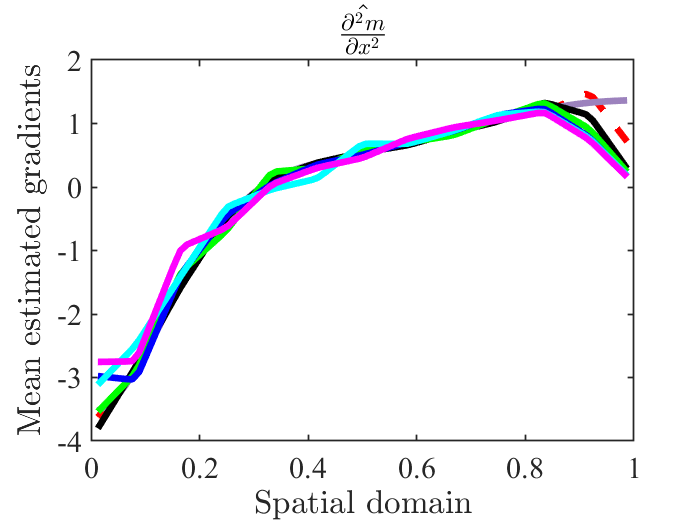 ∂²m̂
∂x²
Mean estimated gradients
2
1
0
-1
-2
-3
-4
0 0.2 0.4 0.6 0.8 1
Spatial domain